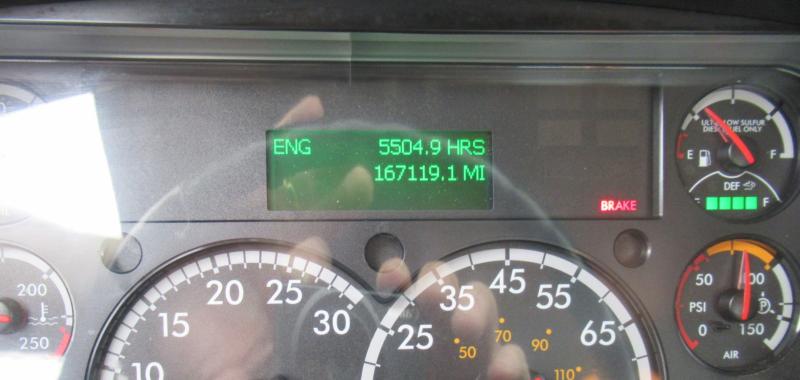 ENG 5504.9 HRS
167119.1 MI
BRAKE
ULTRA LOW SULFUR
DIESEL FUEL ONLY
E F
DEF
F
200
250
10 15 20 25 30
25 35 45 55 65
50 70 90 110
50 100
PSI
0 150
AIR